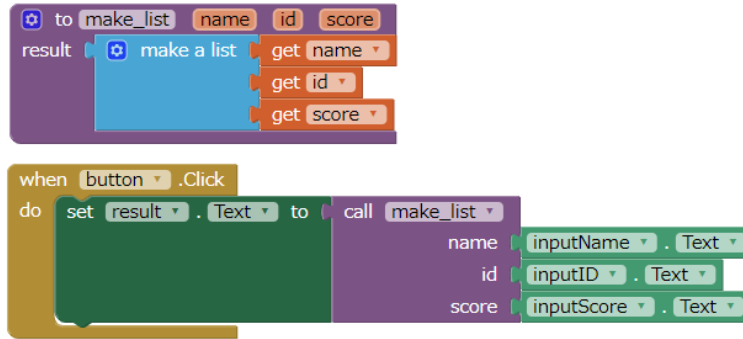 to make_list name id score
result make a list get name
get id
get score
when button .Click
do set result . Text to call make_list
name inputName . Text
id inputID . Text
score inputScore . Text